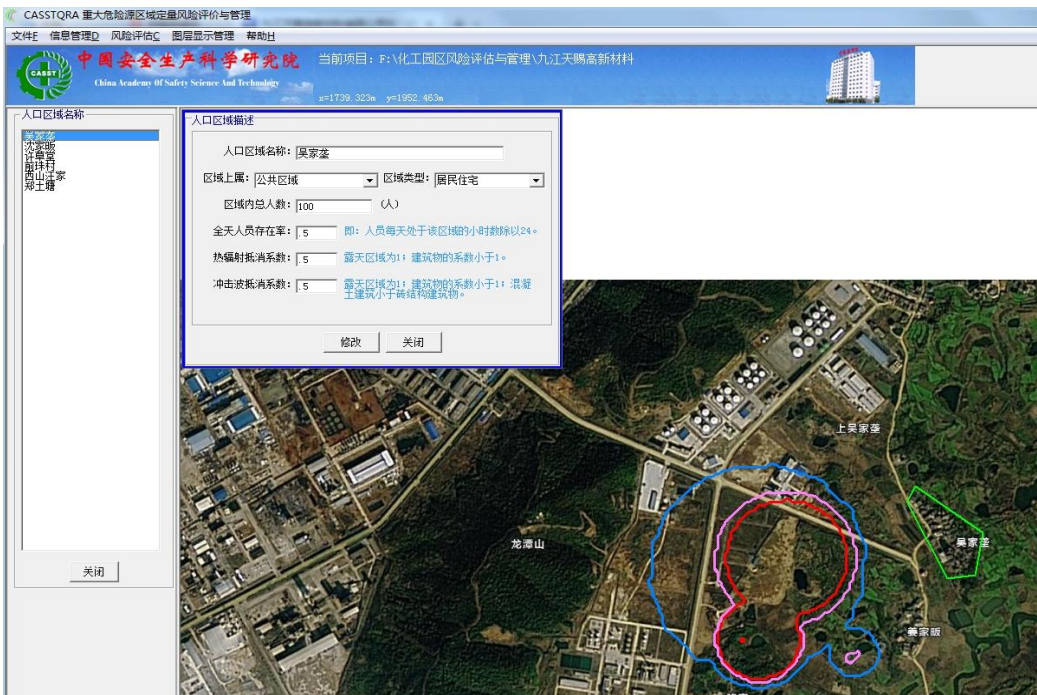 CASSTQRA 重大危险源区域定量风险评价与管理
文件F 信息管理D 风险评估C 图层显示管理 帮助H
CASST
中国安全生产科学研究院
China Academy Of Safety Science And Technology
当前项目：F:\化工园区风险评估与管理\九江天赐高新材料
x=1739.323m y=1952.463m
人口区域名称
吴家垄
沈家畈
许草堂
前珠村
西山汪家
郑土塘
关闭
人口区域描述
人口区域名称： 吴家垄
区域上属： 公共区域 区域类型： 居民住宅
区域内总人数： 100 （人）
全天人员存在率： .5 即：人员每天处于该区域的小时数除以24。
热辐射抵消系数： .5 露天区域为1；建筑物的系数小于1。
冲击波抵消系数： .5 露天区域为1；建筑物的系数小于1；混凝
土建筑小于砖结构建筑物。
修改 关闭
上吴家垄
龙潭山
吴家垄
姜家畈